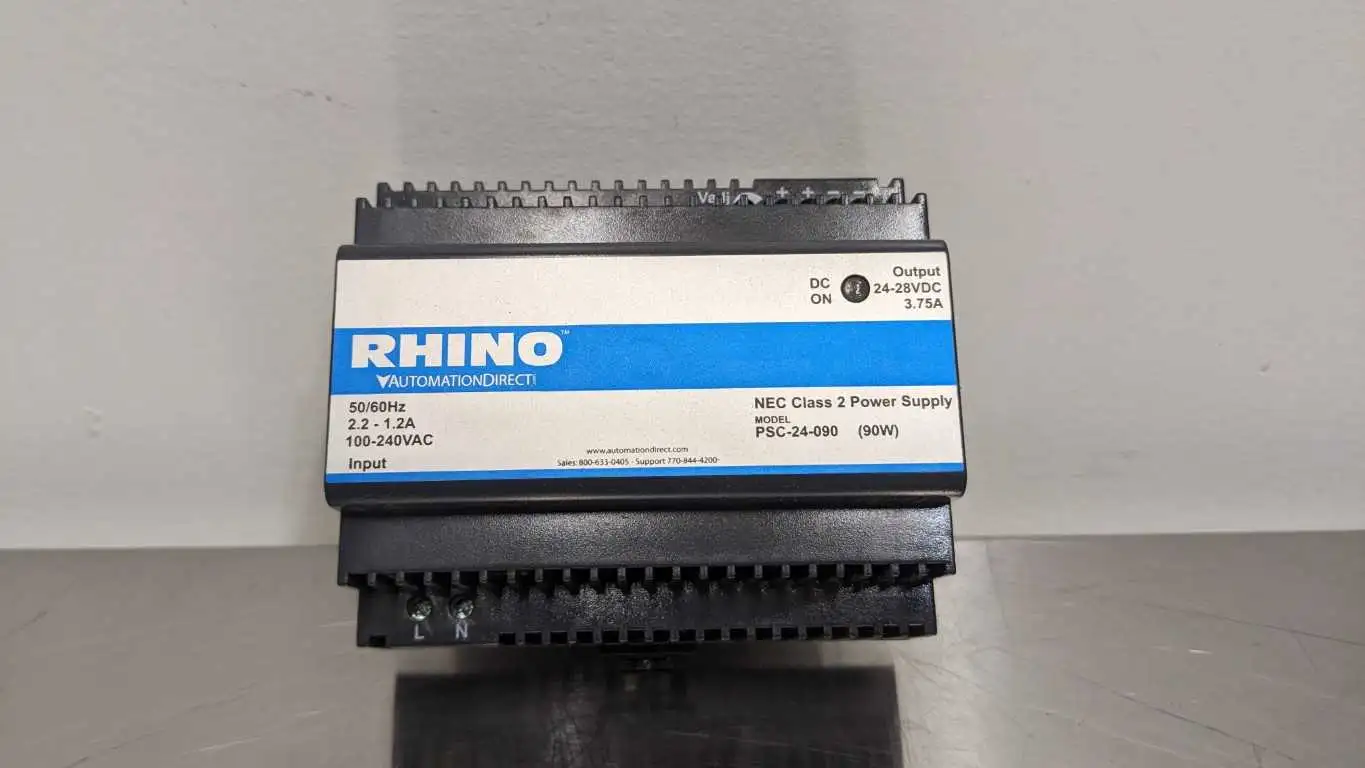 Vadj + + - -
DC
ON
Output
24-28VDC
3.75A
RHINO™
AUTOMATIONDIRECT
50/60Hz
2.2 - 1.2A
100-240VAC
Input
NEC Class 2 Power Supply
MODEL
PSC-24-090 (90W)
www.automationdirect.com
Sales: 800-633-0405 - Support 770-844-4200
L N